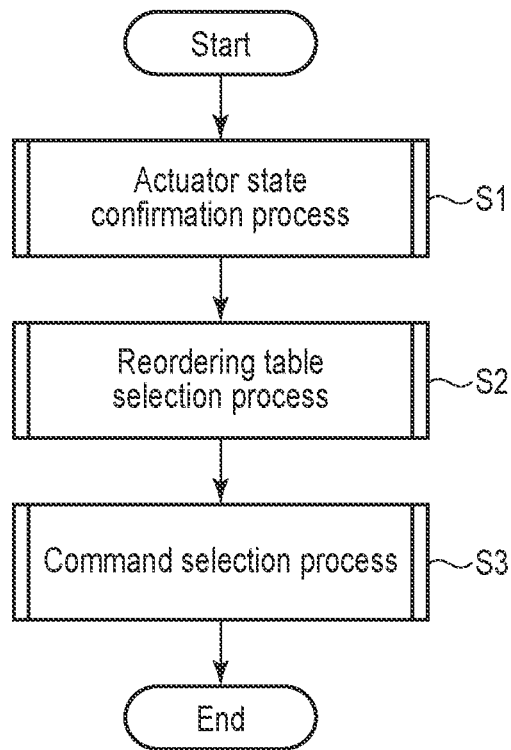 Start
Actuator state
confirmation process
S1
Reordering table
selection process
S2
Command selection process
S3
End